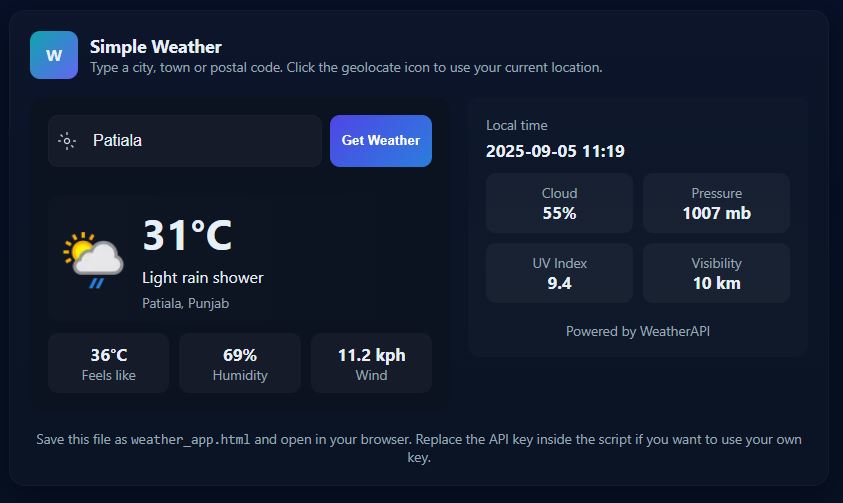 W
Simple Weather
Type a city, town or postal code. Click the geolocate icon to use your current location.
Patiala
Get Weather
31°C
Light rain shower
Patiala, Punjab
36°C
Feels like
69%
Humidity
11.2 kph
Wind
Local time
2025-09-05 11:19
Cloud
55%
Pressure
1007 mb
UV Index
9.4
Visibility
10 km
Powered by WeatherAPI
Save this file as weather_app.html and open in your browser. Replace the API key inside the script if you want to use your own
key.